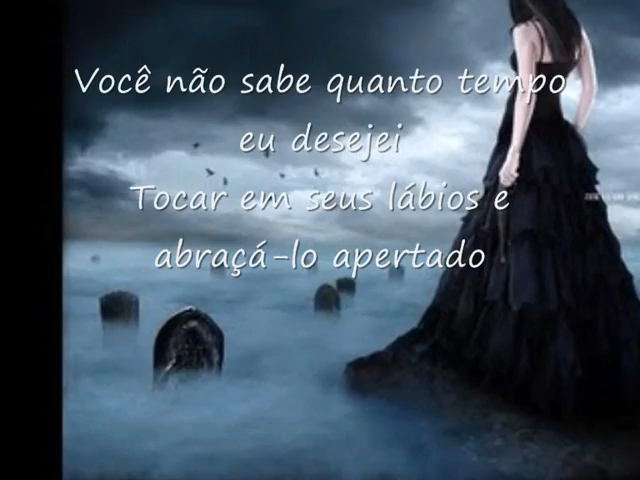 Você não sabe quanto tempo
eu desejei
Tocar em seus lábios e
abraçá-lo apertado